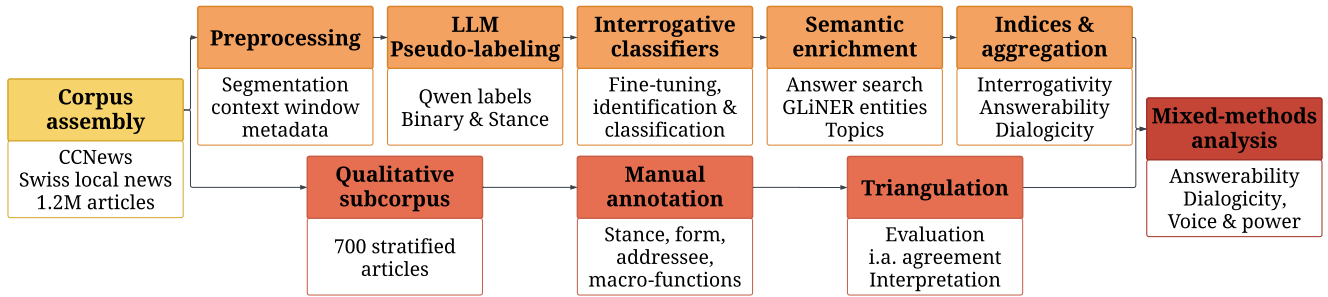 Corpus
assembly
CCNews
Swiss local news
1.2M articles
Preprocessing
Segmentation
context window
metadata
LLM
Pseudo-labeling
Qwen labels
Binary & Stance
Interrogative
classifiers
Fine-tuning,
identification &
classification
Semantic
enrichment
Answer search
GLiNER entities
Topics
Indices &
aggregation
Interrogativity
Answerability
Dialogicity
Qualitative
subcorpus
700 stratified
articles
Manual
annotation
Stance, form,
addressee,
macro-functions
Triangulation
Evaluation
i.a. agreement
Interpretation
Mixed-methods
analysis
Answerability
Dialogicity,
Voice & power